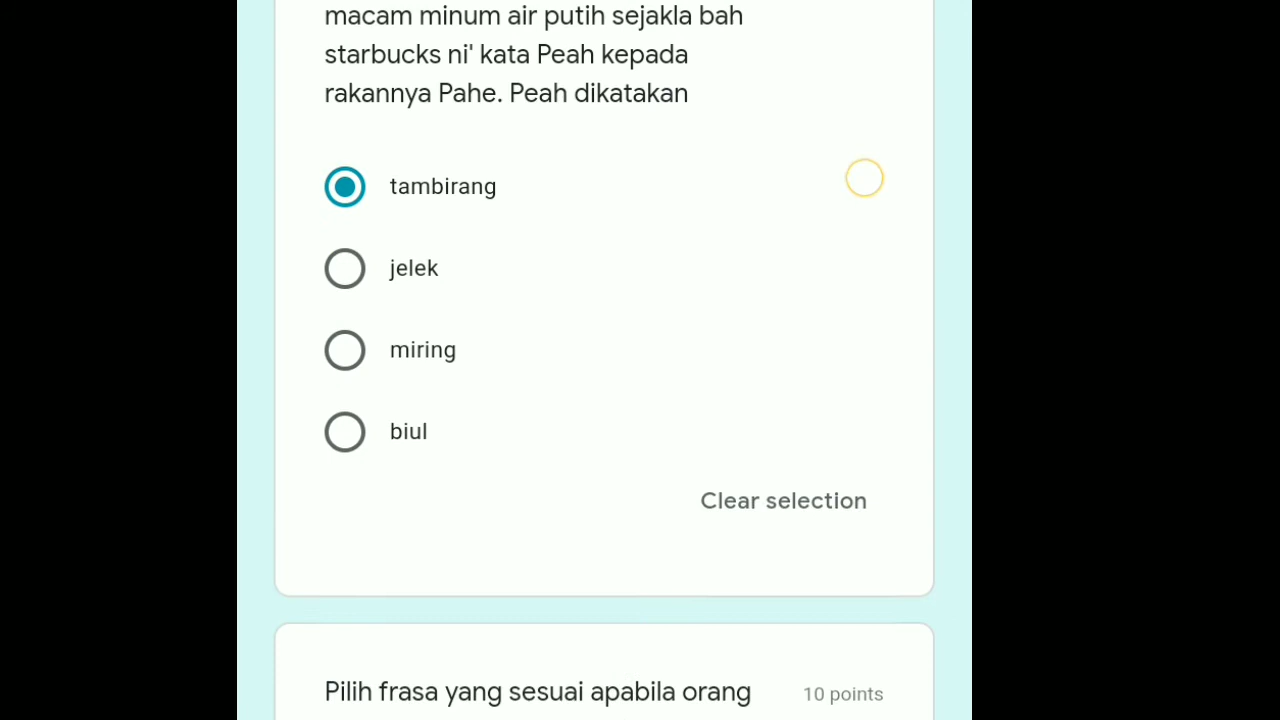 macam minum air putih sejakla bah
starbucks ni' kata Peah kepada
rakannya Pahe. Peah dikatakan
tambirang
jelek
miring
biul
Clear selection
Pilih frasa yang sesuai apabila orang
10 points